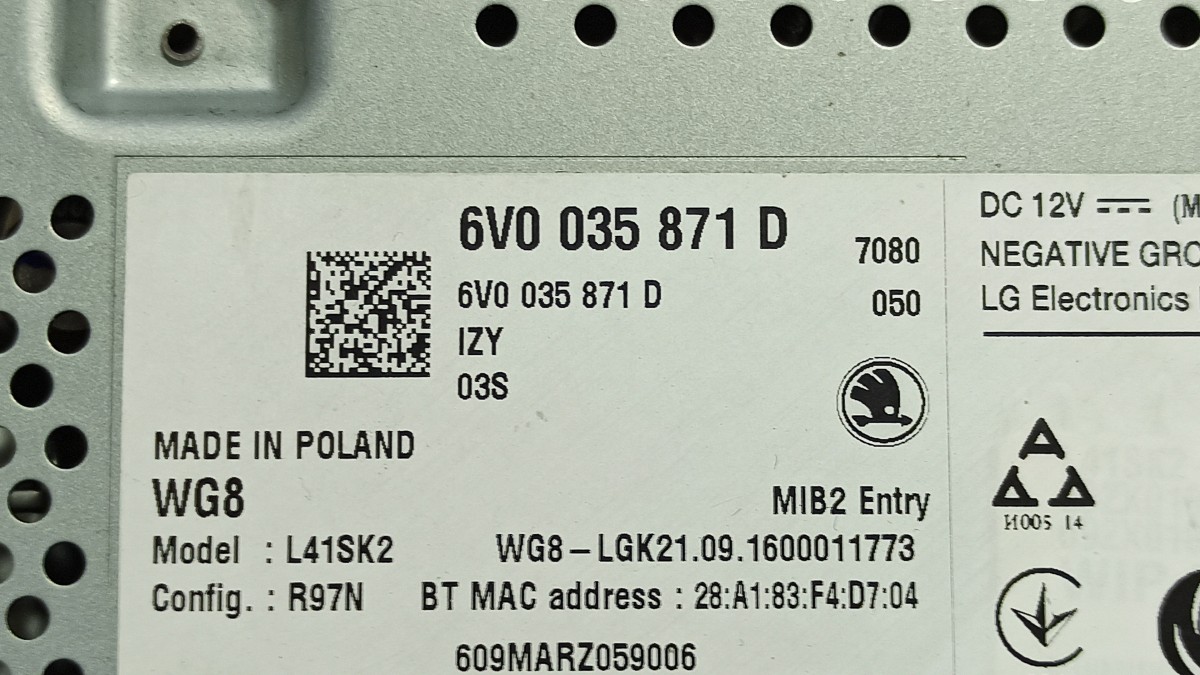 6V0 035 871 D
6V0 035 871 D
IZY
03S
7080
050
MADE IN POLAND
WG8
MIB2 Entry
Model : L41SK2
WG8-LGK21.09.1600011773
Config. : R97N
BT MAC address : 28:A1:83:F4:D7:04
609MARZ059006
DC 12V (M
NEGATIVE GRO
LG Electronics
И005 14